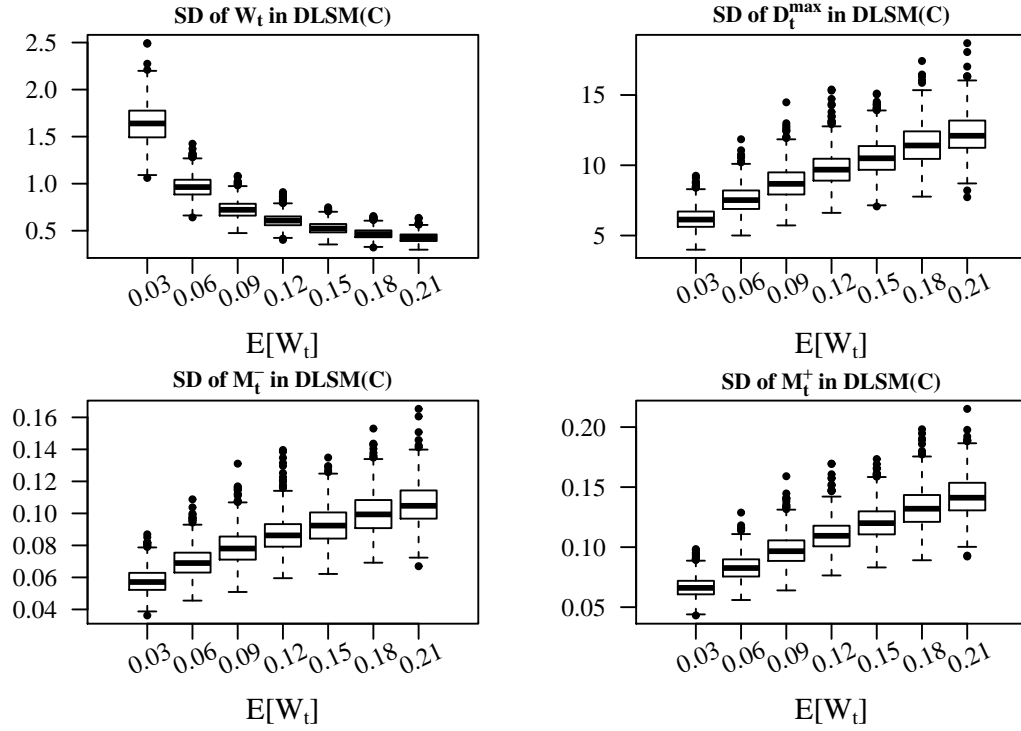 SD of W_t in DLSM(C)
2.5
2.0
1.5
1.0
0.5
0.03 0.06 0.09 0.12 0.15 0.18 0.21
E[W_t]
SD of D_t^max in DLSM(C)
15
10
5
0.03 0.06 0.09 0.12 0.15 0.18 0.21
E[W_t]
SD of M_t^− in DLSM(C)
0.16
0.14
0.12
0.10
0.08
0.06
0.04
0.03 0.06 0.09 0.12 0.15 0.18 0.21
E[W_t]
SD of M_t^+ in DLSM(C)
0.20
0.15
0.10
0.05
0.03 0.06 0.09 0.12 0.15 0.18 0.21
E[W_t]